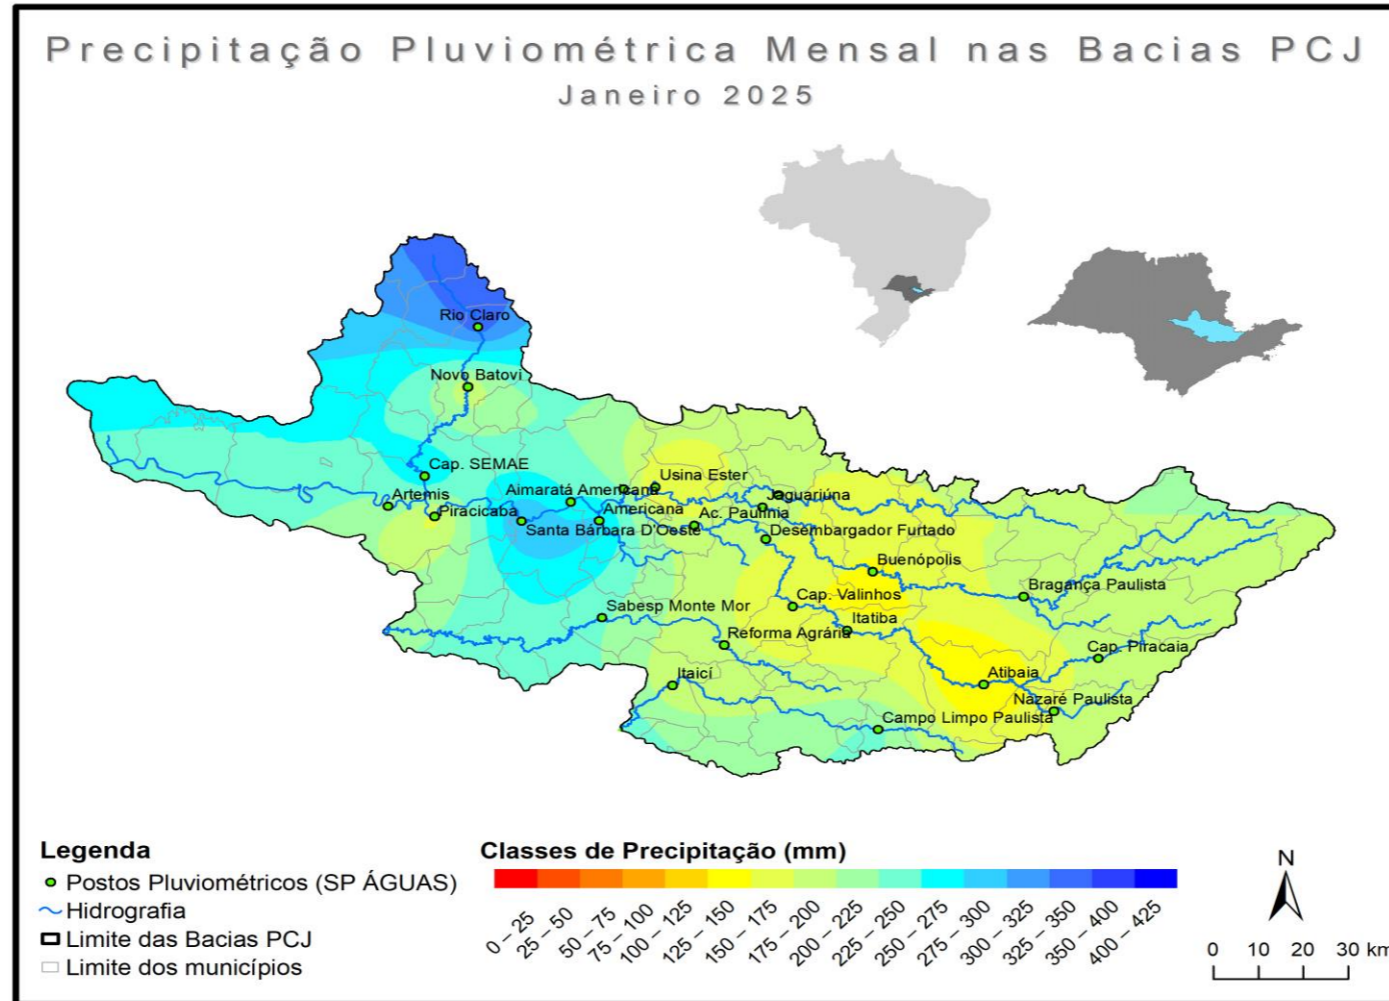 Precipitação Pluviométrica Mensal nas Bacias PCJ
Janeiro 2025
Rio Claro
Novo Batovi
Cap. SEMAE
Usina Ester
Artemis
Aimaratá Americana
Jaguariúna
Piracicaba
Americana
Ac. Paulínia
Santa Bárbara D'Oeste
Desembargador Furtado
Buenópolis
Bragança Paulista
Cap. Valinhos
Sabesp Monte Mor
Itatiba
Reforma Agrária
Cap. Piracaia
Itaicí
Atibaia
Nazaré Paulista
Campo Limpo Paulista
Legenda
Postos Pluviométricos (SP ÁGUAS)
Hidrografia
Limite das Bacias PCJ
Limite dos municípios
Classes de Precipitação (mm)
0 – 25
25 – 50
50 – 75
75 – 100
100 – 125
125 – 150
150 – 175
175 – 200
200 – 225
225 – 250
250 – 275
275 – 300
300 – 325
325 – 350
350 – 400
400 – 425
N
0 10 20 30 km